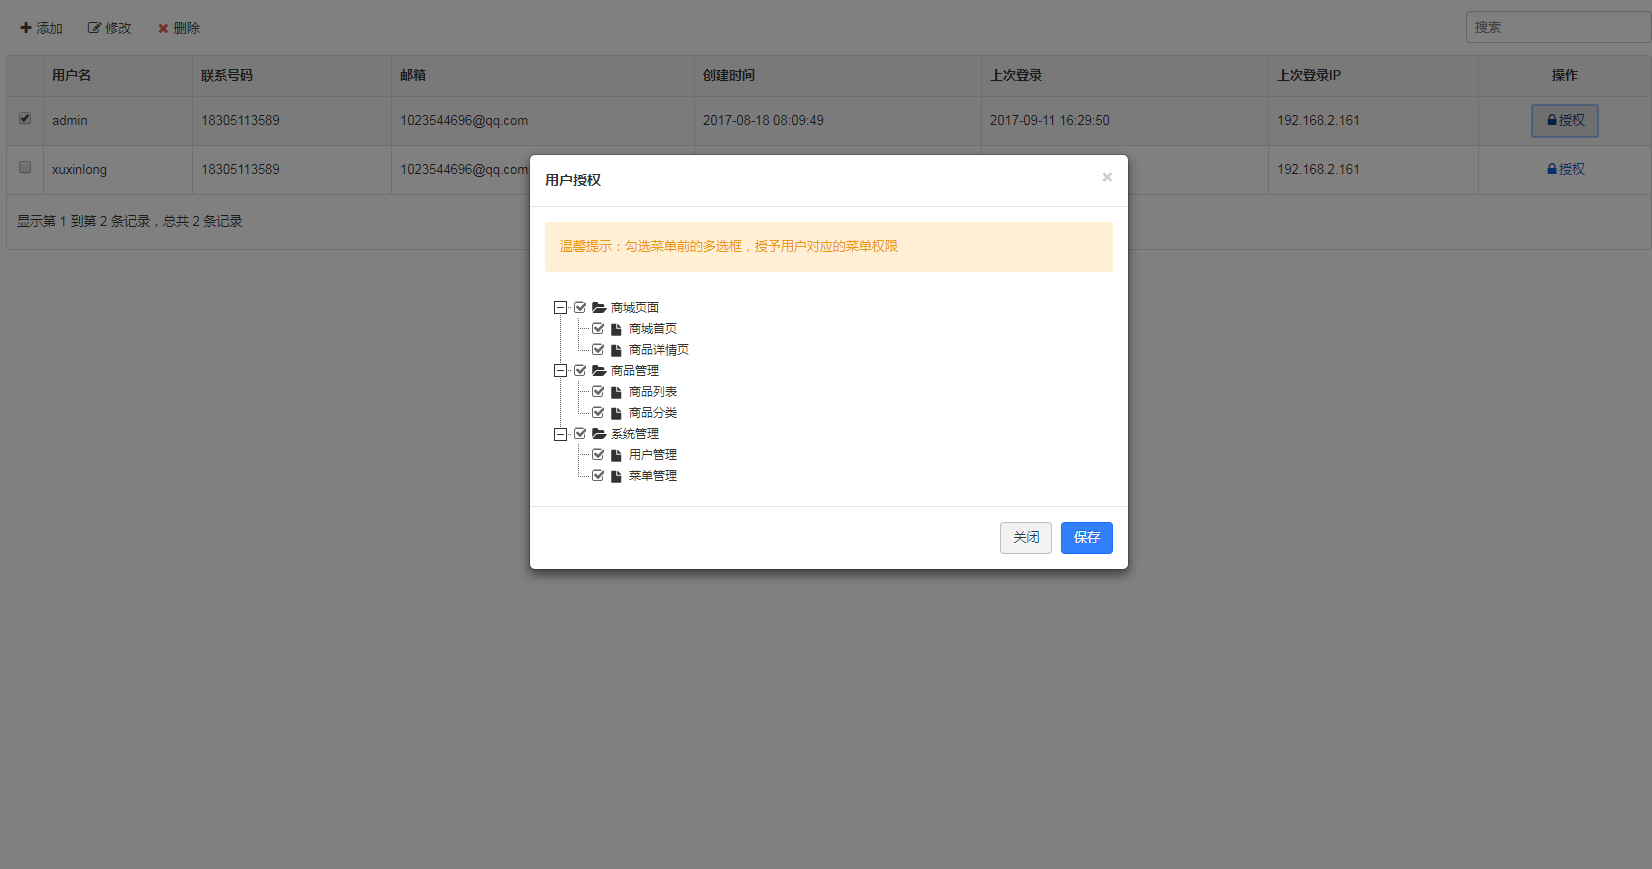 添加 修改 删除 搜索
用户名 联系号码 邮箱 创建时间 上次登录 上次登录IP 操作
admin 18305113589 1023544696@qq.com 2017-08-18 08:09:49 2017-09-11 16:29:50 192.168.2.161 授权
xuxinlong 18305113589 1023544696@qq.com 192.168.2.161 授权
显示第 1 到第 2 条记录，总共 2 条记录
用户授权 ×
温馨提示：勾选菜单前的多选框，授予用户对应的菜单权限
商城页面
商城首页
商品详情页
商品管理
商品列表
商品分类
系统管理
用户管理
菜单管理
关闭 保存